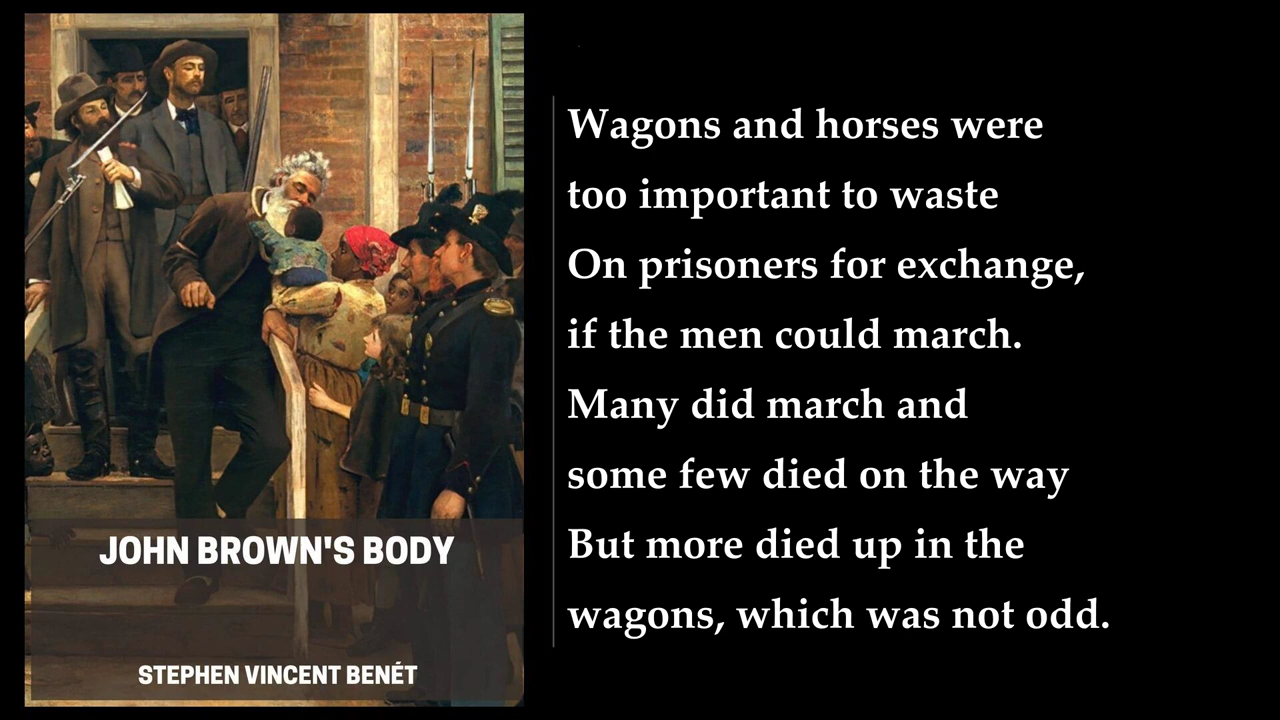 JOHN BROWN'S BODY
STEPHEN VINCENT BENÉT
Wagons and horses were
too important to waste
On prisoners for exchange,
if the men could march.
Many did march and
some few died on the way
But more died up in the
wagons, which was not odd.